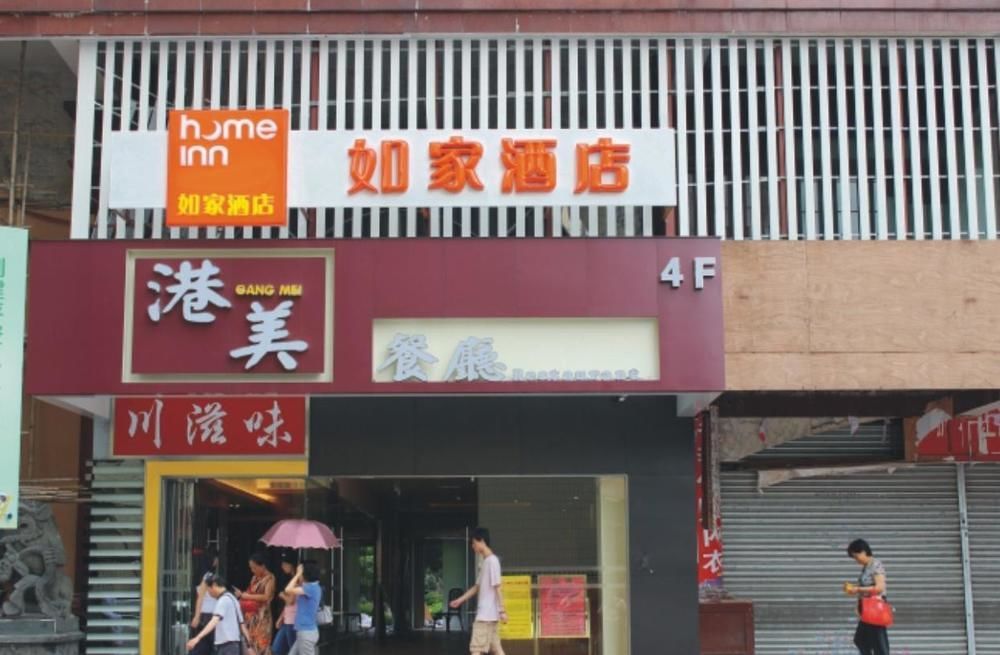 home
inn
如家酒店
如家酒店
港美
GANG MEI
4F
餐廳
Restaurant
川滋味